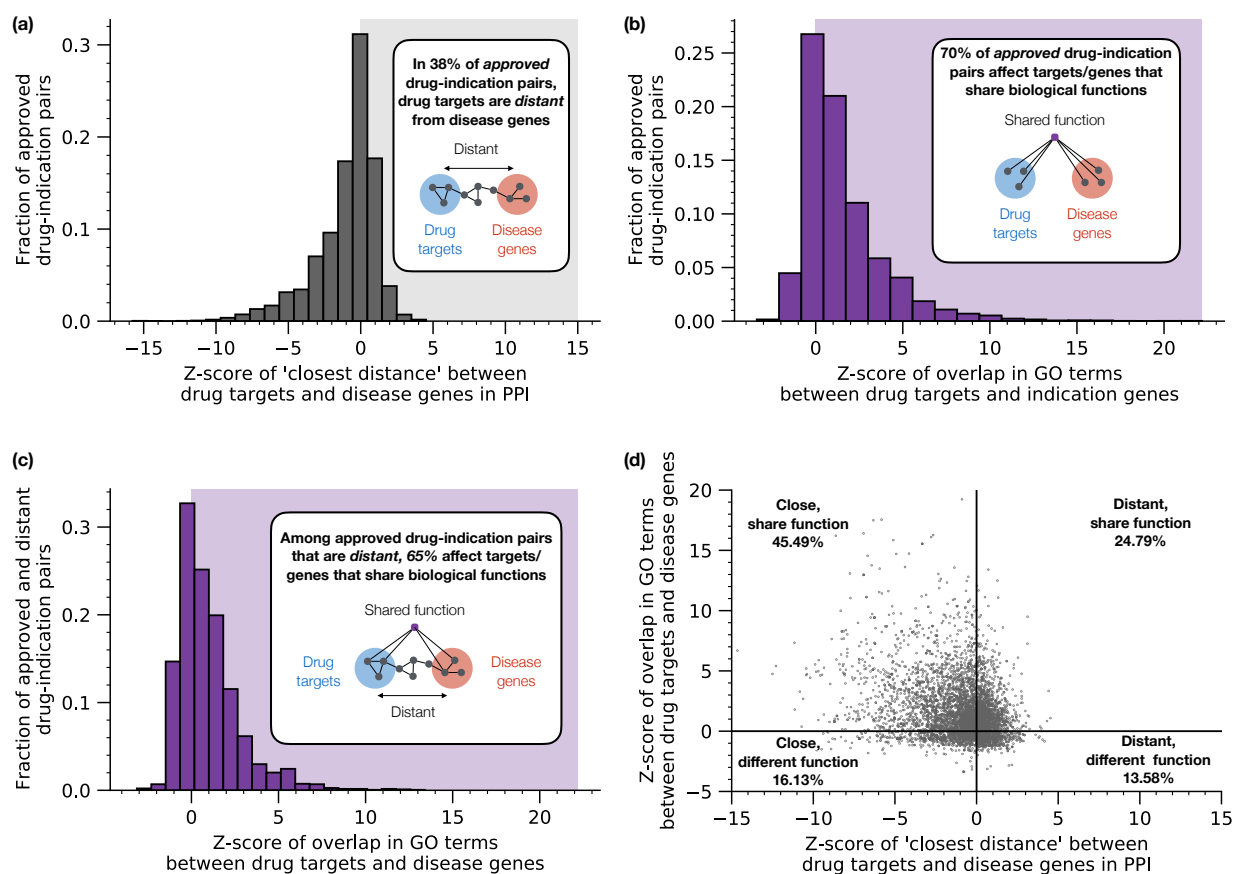 (a)
Fraction of approved
drug-indication pairs
0.3
0.2
0.1
0.0
In 38% of approved
drug-indication pairs,
drug targets are distant
from disease genes
Distant
Drug
targets
Disease
genes
−15
−10
−5
0
5
10
15
Z-score of 'closest distance' between
drug targets and disease genes in PPI
(b)
Fraction of approved
drug-indication pairs
0.25
0.20
0.15
0.10
0.05
0.00
70% of approved drug-indication
pairs affect targets/genes that
share biological functions
Shared function
Drug
targets
Disease
genes
0
5
10
15
20
Z-score of overlap in GO terms
between drug targets and indication genes
(c)
Fraction of approved and distant
drug-indication pairs
0.3
0.2
0.1
0.0
Among approved drug-indication pairs
that are distant, 65% affect targets/
genes that share biological functions
Shared function
Drug
targets
Disease
genes
Distant
0
5
10
15
20
Z-score of overlap in GO terms
between drug targets and disease genes
(d)
Z-score of overlap in GO terms
between drug targets and disease genes
20
15
10
5
0
−5
Close,
share function
45.49%
Distant,
share function
24.79%
Close,
different function
16.13%
Distant,
different function
13.58%
−15
−10
−5
0
5
10
15
Z-score of 'closest distance' between
drug targets and disease genes in PPI